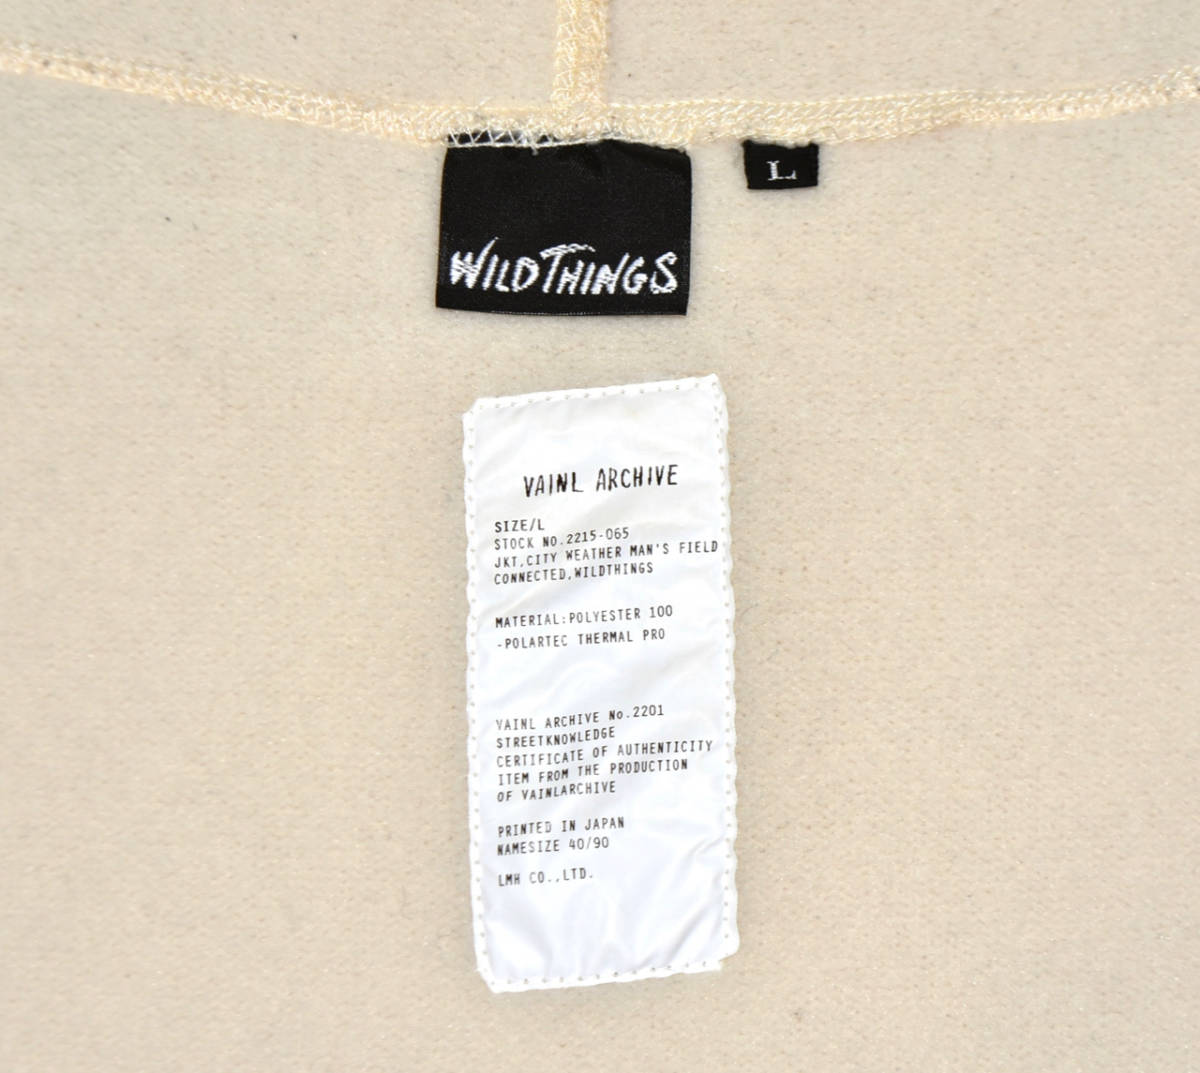 WILDTHINGS
L
VAINL ARCHIVE
SIZE/L
STOCK No.2215-065
JKT,CITY WEATHER MAN'S FIELD
CONNECTED,WILDTHINGS
MATERIAL:POLYESTER 100
-POLARTEC THERMAL PRO
VAINL ARCHIVE No.2201
STREETKNOWLEDGE
CERTIFICATE OF AUTHENTICITY
ITEM FROM THE PRODUCTION
OF VAINLARCHIVE
PRINTED IN JAPAN
NAMESIZE 40/90
LMH CO.,LTD.